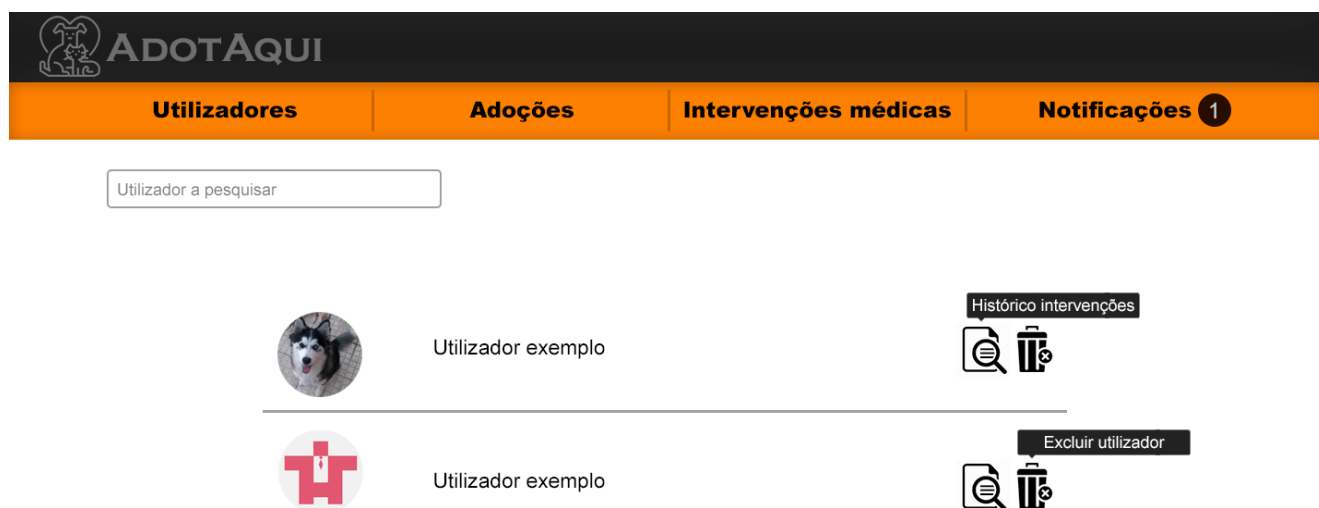 AdotAqui
Utilizadores Adoções Intervenções médicas Notificações 1
Utilizador a pesquisar
Histórico intervenções
Utilizador exemplo
Excluir utilizador
Utilizador exemplo